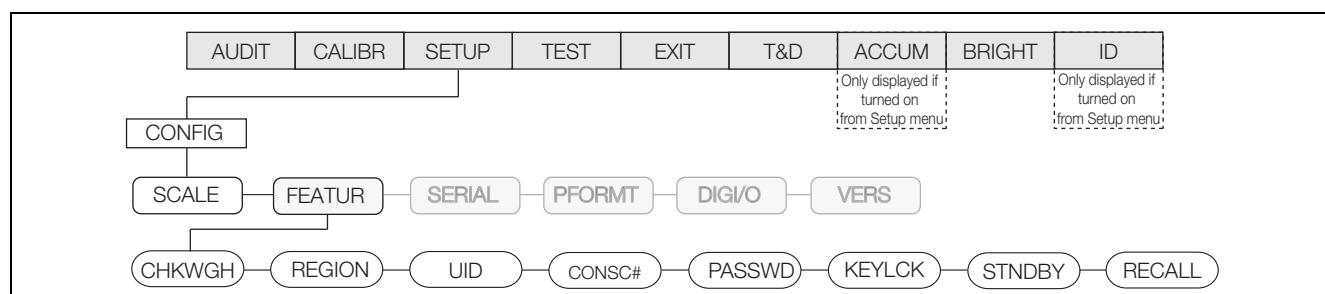 AUDIT CALIBR SETUP TEST EXIT T&D ACCUM BRIGHT ID
Only displayed if
turned on
from Setup menu
Only displayed if
turned on
from Setup menu
CONFIG
SCALE FEATUR SERIAL PFORMT DIGI/O VERS
CHKWGH REGION UID CONSC# PASSWD KEYLCK STNDBY RECALL